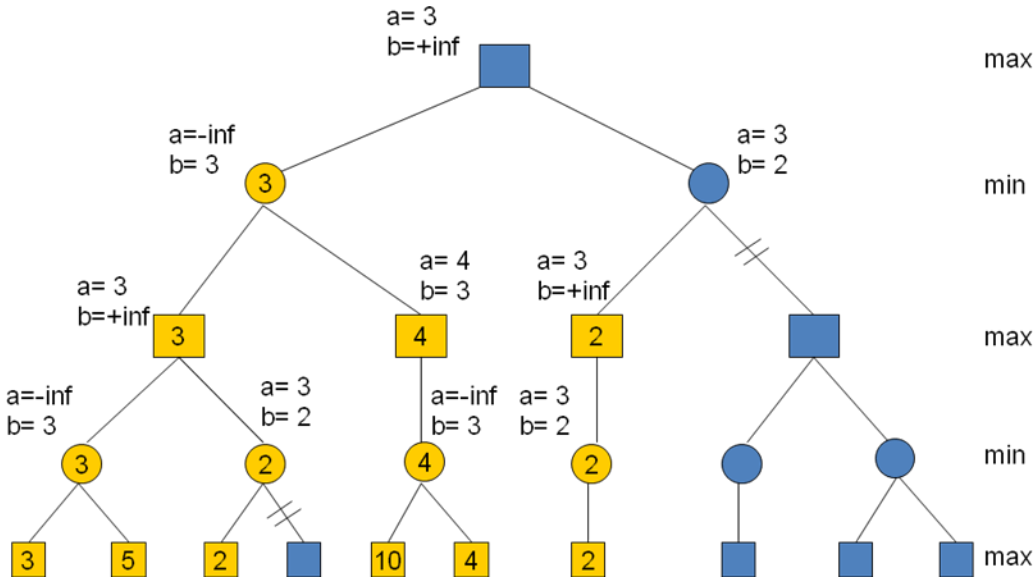 a= 3
b=+inf
max
a=-inf
b= 3
3
a= 3
b= 2
min
a= 3
b=+inf
3
a= 4
b= 3
4
a= 3
b=+inf
2
max
a=-inf
b= 3
3
a= 3
b= 2
2
a=-inf
b= 3
4
a= 3
b= 2
2
min
3
5
2
10
4
2
max